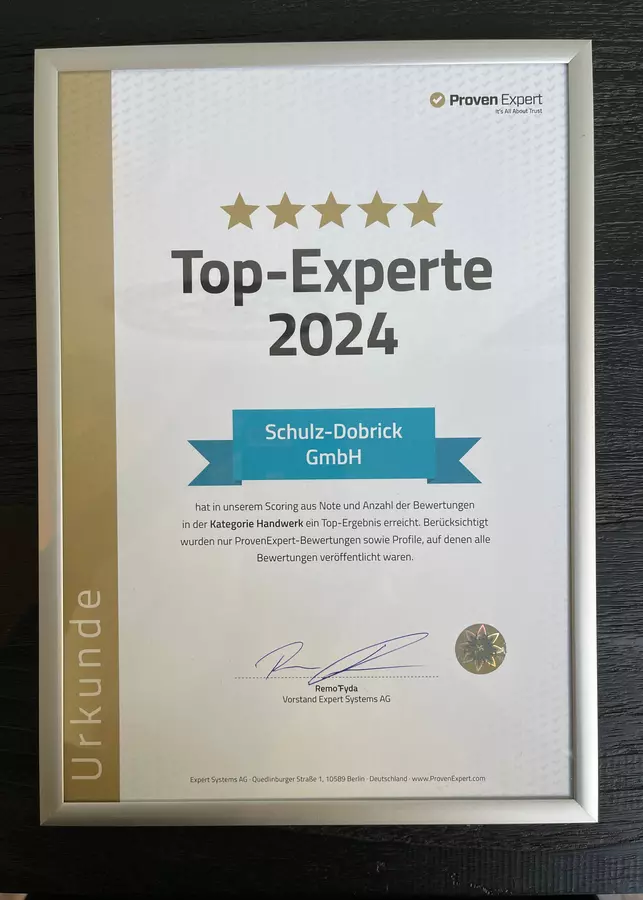 Proven Expert
It's All About Trust
Top-Experte
2024
Schulz-Dobrick
GmbH
hat in unserem Scoring aus Note und Anzahl der Bewertungen
in der Kategorie Handwerk ein Top-Ergebnis erreicht. Berücksichtigt
wurden nur ProvenExpert-Bewertungen sowie Profile, auf denen alle
Bewertungen veröffentlicht waren.
Remo Fyda
Vorstand Expert Systems AG
Urkunde
Expert Systems AG · Quedlinburger Straße 1, 10589 Berlin · Deutschland · www.ProvenExpert.com